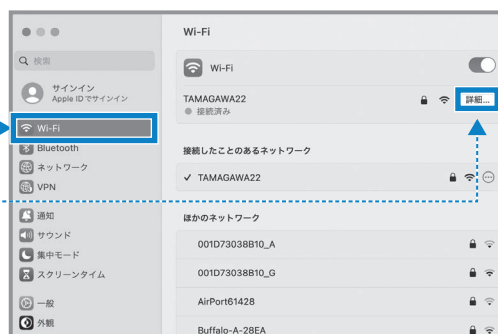 Wi-Fi
検索
サインイン
Apple ID でサインイン
Wi-Fi
Bluetooth
ネットワーク
VPN
通知
サウンド
集中モード
スクリーンタイム
一般
外観
Wi-Fi
TAMAGAWA22
接続済み
詳細...
接続したことのあるネットワーク
✓ TAMAGAWA22
ほかのネットワーク
001D73038B10_A
001D73038B10_G
AirPort61428
Buffalo-A-28EA